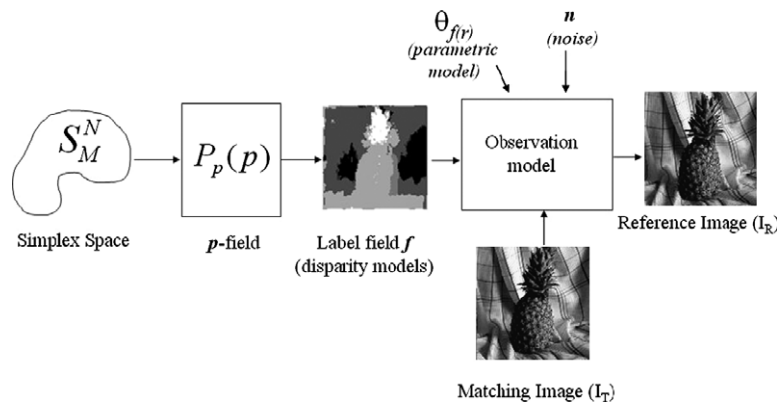 θf(r)
(parametric
model)
n
(noise)
S_M^N
P_p(p)
Observation
model
Simplex Space
p-field
Label field f
(disparity models)
Reference Image (I_R)
Matching Image (I_T)